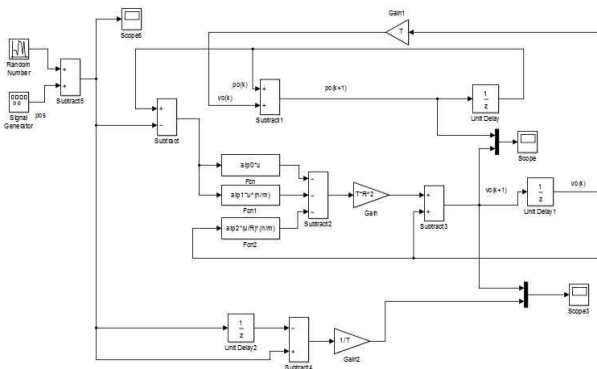 Gain1
T
Scope6
Random
Number
Subtract5
Signal
Generator
pos
po(k)
vo(k)
Subtract1
po(k+1)
1
z
Unit Delay
Subtract
Scope
alp0*u
Fcn
alp1*u^(n/m)
Fcn1
alp2*(u/R)^(n/m)
Fcn2
Subtract2
T*R^2
Gain
Subtract3
vo(k+1)
1
z
Unit Delay1
vo(k)
Scope3
1
z
Unit Delay2
Subtract4
1/T
Gain2